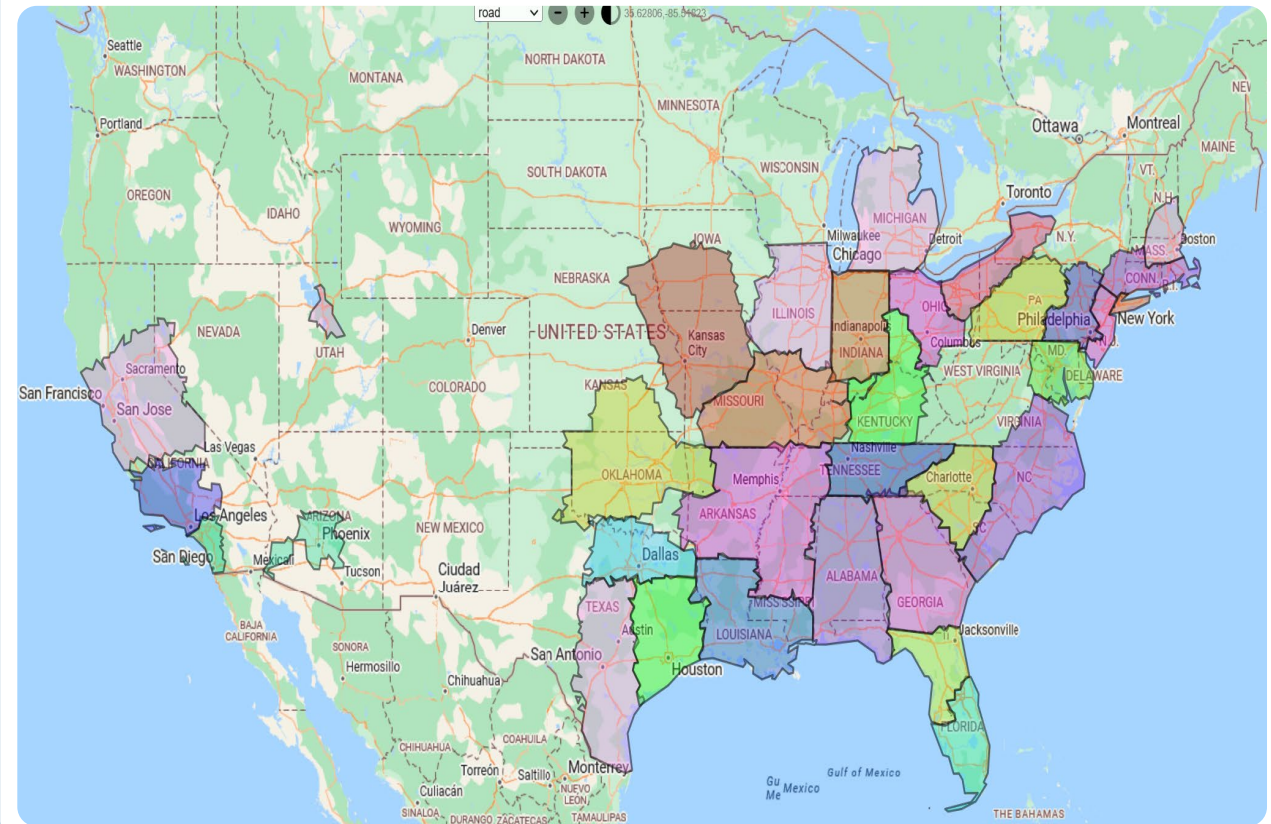 road
35.62806,-85.51823
Seattle
WASHINGTON
MONTANA
NORTH DAKOTA
MINNESOTA
Portland
Ottawa
Montreal
MAINE
OREGON
IDAHO
SOUTH DAKOTA
WISCONSIN
VT.
N.H.
Toronto
WYOMING
MICHIGAN
Milwaukee
Detroit
N.Y.
Boston
IOWA
Chicago
MASS.
CONN.
R.I.
NEBRASKA
NEVADA
UTAH
Denver
UNITED STATES
Kansas
City
ILLINOIS
Indianapolis
INDIANA
OHIO
Columbus
PA
Philadelphia
New York
N.J.
Sacramento
San Francisco
San Jose
COLORADO
KANSAS
MISSOURI
WEST VIRGINIA
MD.
DELAWARE
KENTUCKY
VIRGINIA
Las Vegas
CALIFORNIA
Nashville
TENNESSEE
OKLAHOMA
Memphis
Charlotte
NC
Los Angeles
ARIZONA
Phoenix
NEW MEXICO
ARKANSAS
SC
San Diego
Mexicali
Tucson
Ciudad
Juárez
Dallas
ALABAMA
GEORGIA
MISSISSIPPI
TEXAS
Austin
LOUISIANA
Jacksonville
BAJA
CALIFORNIA
SONORA
Hermosillo
Chihuahua
San Antonio
Houston
FLORIDA
CHIHUAHUA
COAHUILA
Torreón
Saltillo
Monterrey
Culiacán
NUEVO
LEÓN
Gulf of Mexico
Gu
Me
Mexico
SINALOA
DURANGO
ZACATECAS
TAMAULIPAS
THE BAHAMAS